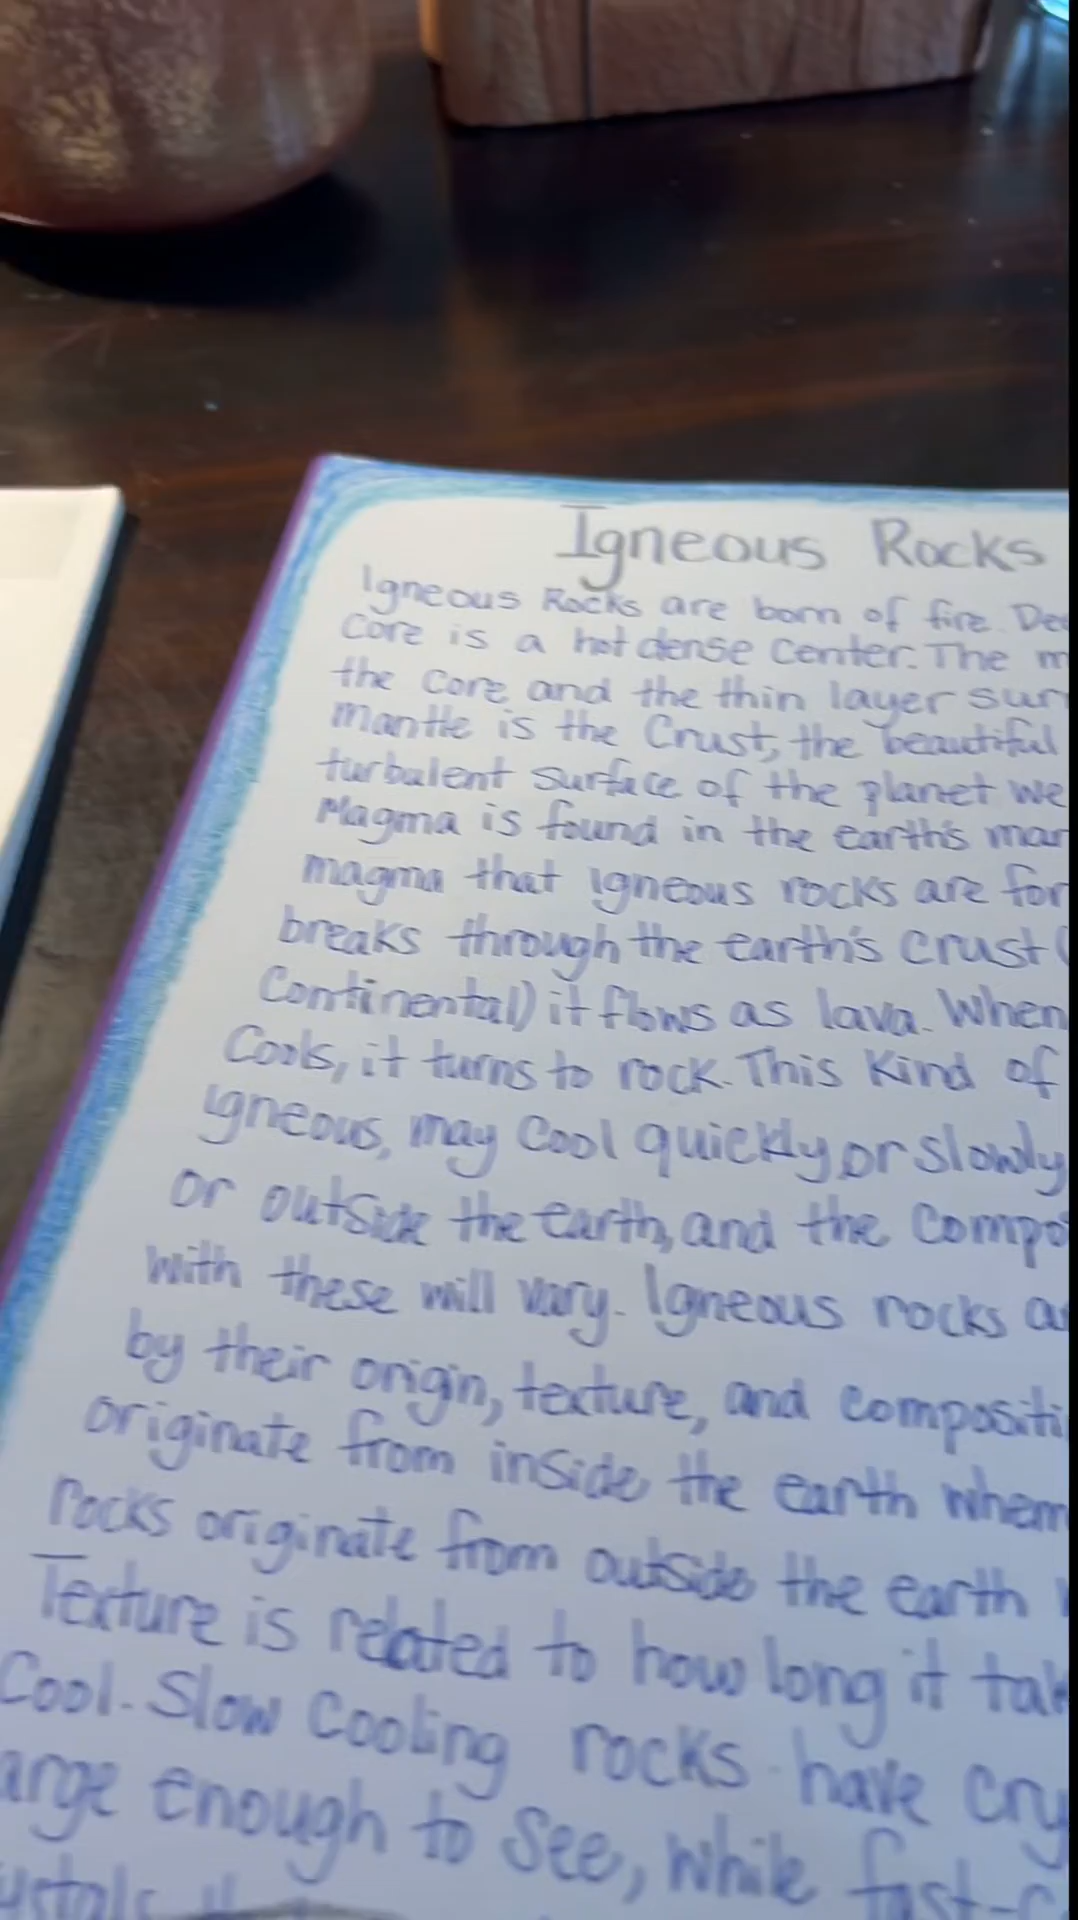 Igneous Rocks
Igneous Rocks are born of fire. Dee
Core is a hot dense center. The m
the core and the thin layer surr
mantle is the Crust, the beautiful
turbulent surface of the planet we
Magma is found in the earth's man
magma that igneous rocks are for
breaks through the earth's crust (
Continental) it flows as lava. When
Cools, it turns to rock. This kind of
igneous, may cool quickly or slowly
or outside the earth, and the compo
with these will vary. Igneous rocks a
by their origin, texture, and compositi
originate from inside the earth when
rocks originate from outside the earth
Texture is related to how long it tak
Cool. Slow cooling rocks have cry
arge enough to see, while fast-c